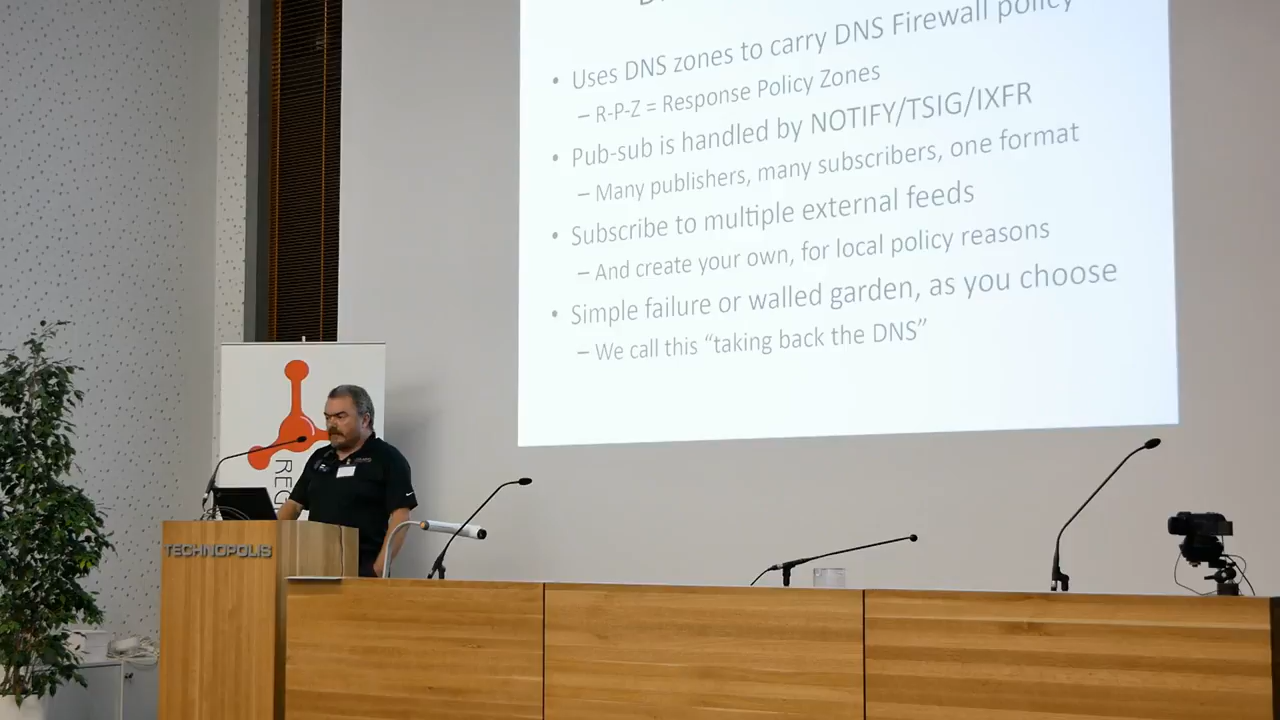 Uses DNS zones to carry DNS Firewall policy
– R-P-Z = Response Policy Zones
Pub-sub is handled by NOTIFY/TSIG/IXFR
– Many publishers, many subscribers, one format
Subscribe to multiple external feeds
– And create your own, for local policy reasons
Simple failure or walled garden, as you choose
– We call this “taking back the DNS”
REG
TECHNOPOLIS